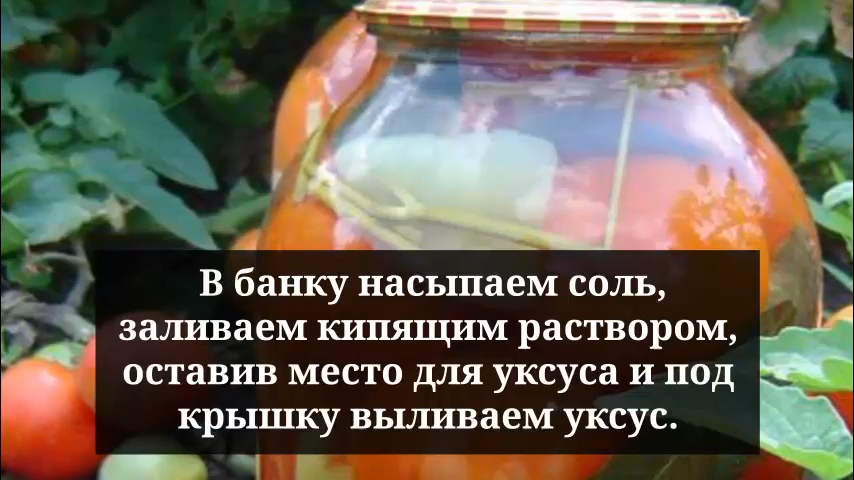 В банку насыпаем соль,
заливаем кипящим раствором,
оставив место для уксуса и под
крышку выливаем уксус.